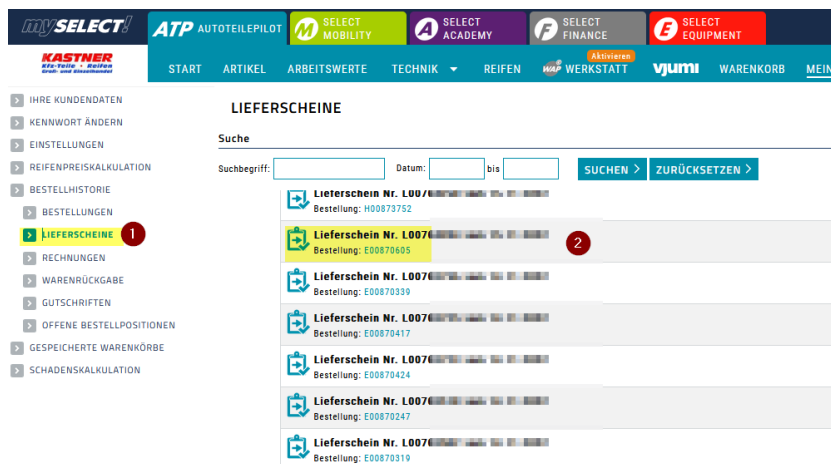 mySELECT!
ATP AUTOTEILEPILOT
M SELECT MOBILITY
A SELECT ACADEMY
F SELECT FINANCE
E SELECT EQUIPMENT
KASTNER
Kfz-Teile • Reifen
Groß- und Einzelhandel
Aktivieren
START ARTIKEL ARBEITSWERTE TECHNIK REIFEN WAP WERKSTATT vjumi WARENKORB MEIN
IHRE KUNDENDATEN
KENNWORT ÄNDERN
EINSTELLUNGEN
REIFENPREISKALKULATION
BESTELLHISTORIE
BESTELLUNGEN
LIEFERSCHEINE 1
RECHNUNGEN
WARENRÜCKGABE
GUTSCHRIFTEN
OFFENE BESTELLPOSITIONEN
GESPEICHERTE WARENKÖRBE
SCHADENSKALKULATION
LIEFERSCHEINE
Suche
Suchbegriff: Datum: bis SUCHEN ZURÜCKSETZEN
Lieferschein Nr. L007
Bestellung: H00873752
Lieferschein Nr. L007
Bestellung: E00870605
2
Lieferschein Nr. L007
Bestellung: E00870339
Lieferschein Nr. L007
Bestellung: E00870417
Lieferschein Nr. L007
Bestellung: E00870424
Lieferschein Nr. L007
Bestellung: E00870247
Lieferschein Nr. L007
Bestellung: E00870319